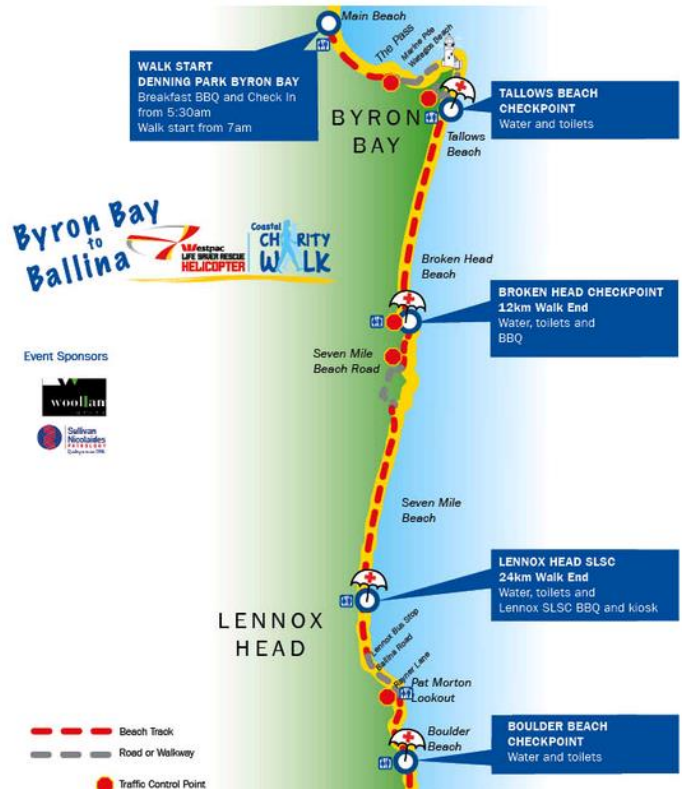 Main Beach
WALK START
DENNING PARK BYRON BAY
Breakfast BBQ and Check In
from 5:30am
Walk start from 7am
The Pass
Marine Pde
Wategos Beach
TALLOWS BEACH
CHECKPOINT
Water and toilets
BYRON
BAY
Tallows
Beach
Byron Bay
to
Ballina
Westpac
LIFE SAVER RESCUE
HELICOPTER
Coastal
CHARITY
WALK
Broken Head
Beach
BROKEN HEAD CHECKPOINT
12km Walk End
Water, toilets and
BBQ
Event Sponsors
woollan
Seven Mile
Beach Road
Sullivan
Nicolaides
PATHOLOGY
Seven Mile
Beach
LENNOX HEAD SLSC
24km Walk End
Water, toilets and
Lennox SLSC BBQ and kiosk
LENNOX
HEAD
Lennox Bus Stop
Ballina Road
Rayner Lane
Pat Morton
Lookout
Boulder
Beach
BOULDER BEACH
CHECKPOINT
Water and toilets
Beach Track
Road or Walkway
Traffic Control Point